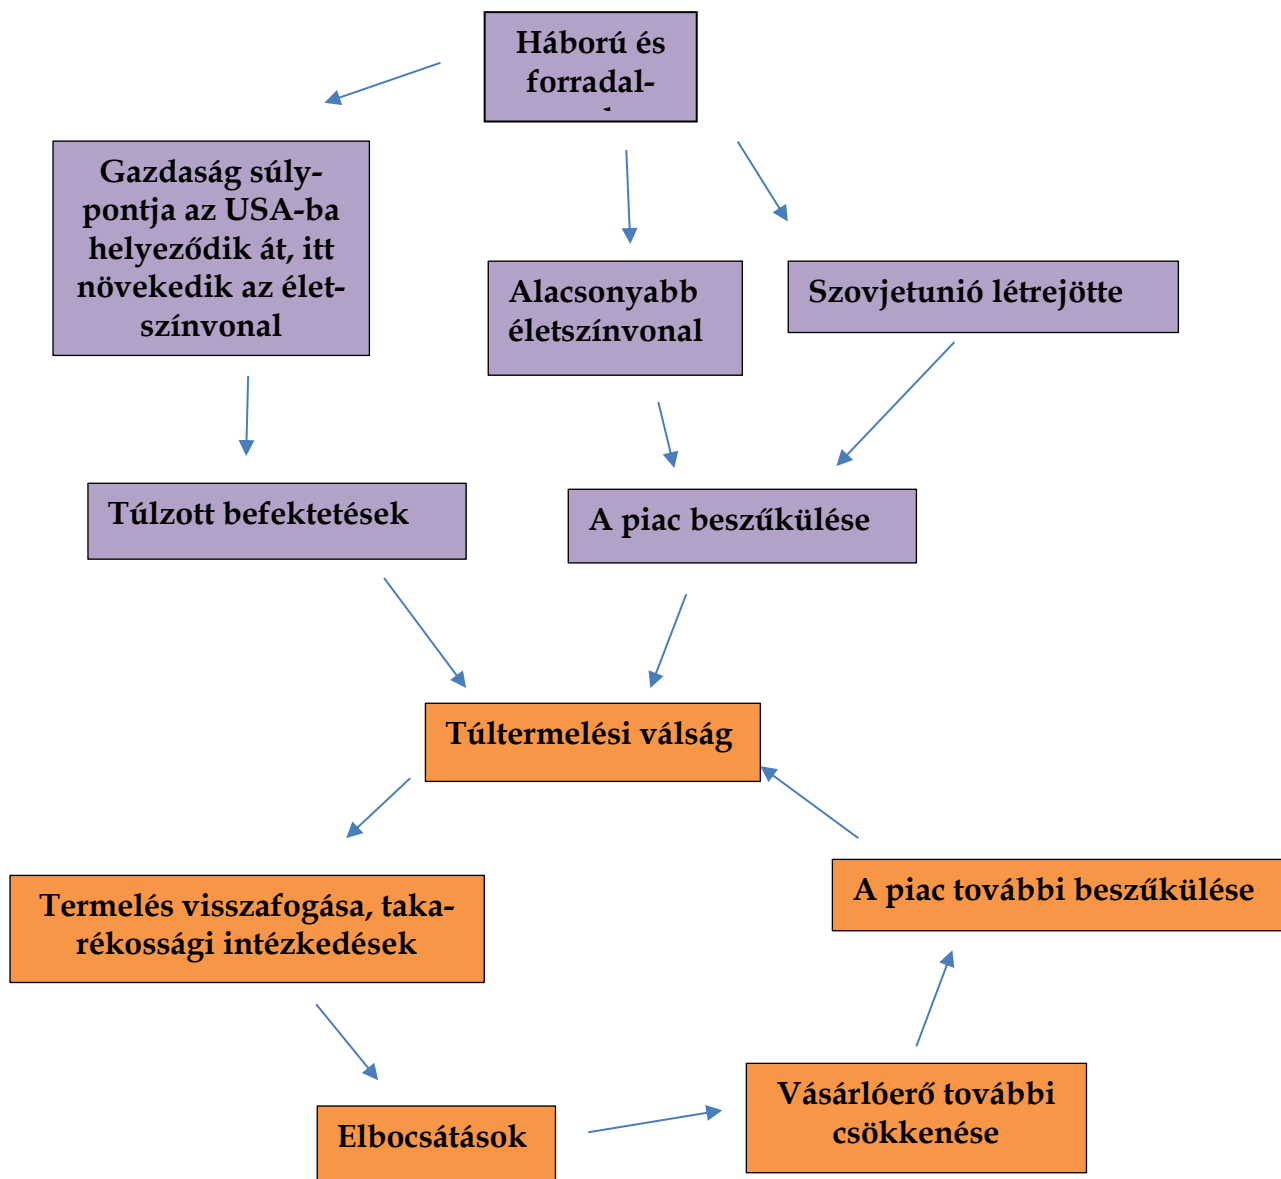 Háború és
forradal-
Gazdaság súly-
pontja az USA-ba
helyeződik át, itt
növekedik az élet-
színvonal
Alacsonyabb
életszínvonal
Szovjetunió létrejötte
Túlzott befektetések
A piac beszűkülése
Túltermelési válság
Termelés visszafogása, taka-
rékossági intézkedések
A piac további beszűkülése
Elbocsátások
Vásárlóerő további
csökkenése